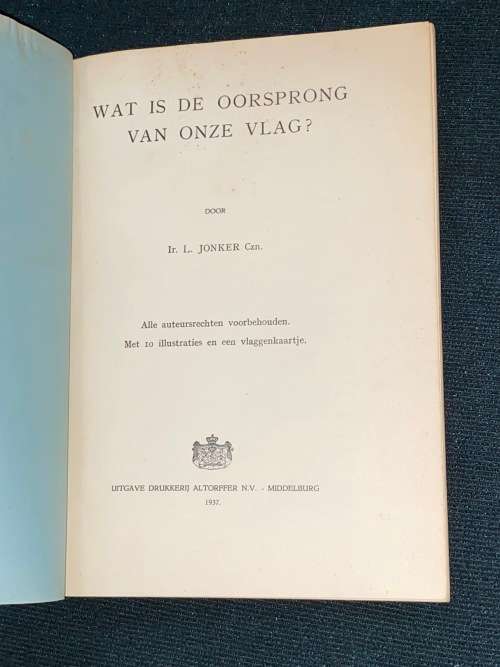 WAT IS DE OORSPRONG
VAN ONZE VLAG?
DOOR
Ir. L. JONKER Czn.
Alle auteursrechten voorbehouden.
Met 10 illustraties en een vlaggenkaartje.
UITGAVE DRUKKERIJ ALTORFFER N.V. - MIDDELBURG
1937.